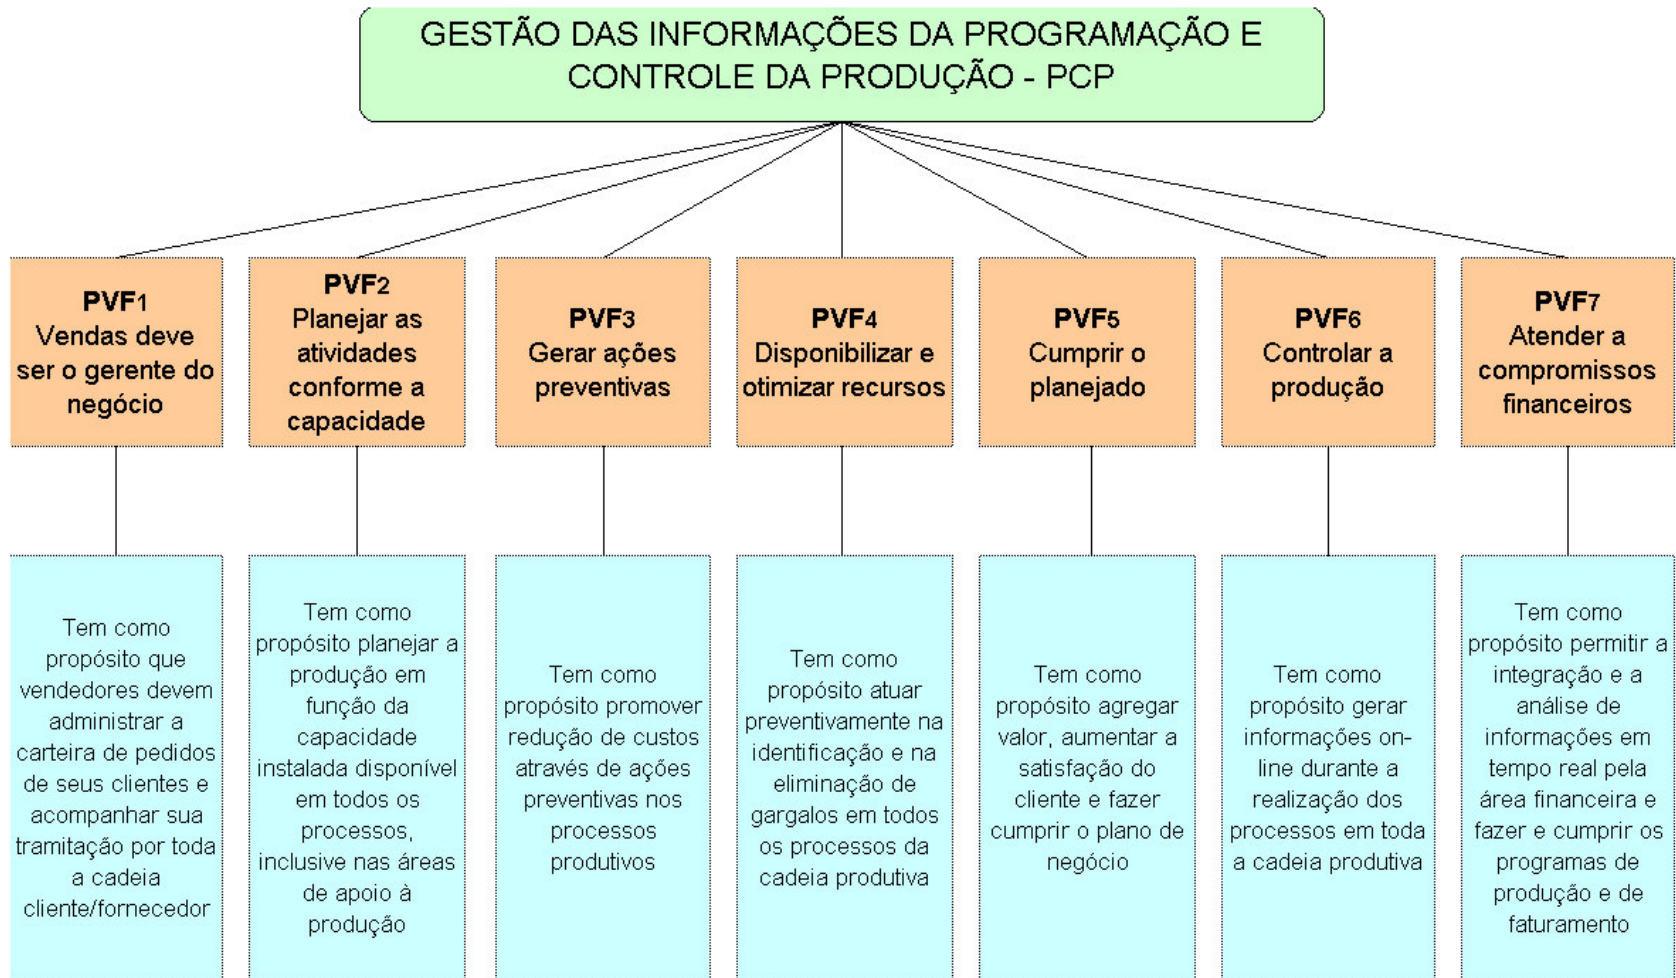 GESTÃO DAS INFORMAÇÕES DA PROGRAMAÇÃO E
CONTROLE DA PRODUÇÃO - PCP
PVF1
Vendas deve
ser o gerente do
negócio
PVF2
Planejar as
atividades
conforme a
capacidade
PVF3
Gerar ações
preventivas
PVF4
Disponibilizar e
otimizar recursos
PVF5
Cumprir o
planejado
PVF6
Controlar a
produção
PVF7
Atender a
compromissos
financeiros
Tem como
propósito que
vendedores devem
administrar a
carteira de pedidos
de seus clientes e
acompanhar sua
tramitação por toda
a cadeia
cliente/fornecedor
Tem como
propósito planejar a
produção em
função da
capacidade
instalada disponível
em todos os
processos,
inclusive nas áreas
de apoio à
produção
Tem como
propósito promover
redução de custos
através de ações
preventivas nos
processos
produtivos
Tem como
propósito atuar
preventivamente na
identificação e na
eliminação de
gargalos em todos
os processos da
cadeia produtiva
Tem como
propósito agregar
valor, aumentar a
satisfação do
cliente e fazer
cumprir o plano de
negócio
Tem como
propósito gerar
informações on-
line durante a
realização dos
processos em toda
a cadeia produtiva
Tem como
propósito permitir a
integração e a
análise de
informações em
tempo real pela
área financeira e
fazer e cumprir os
programas de
produção e de
faturamento